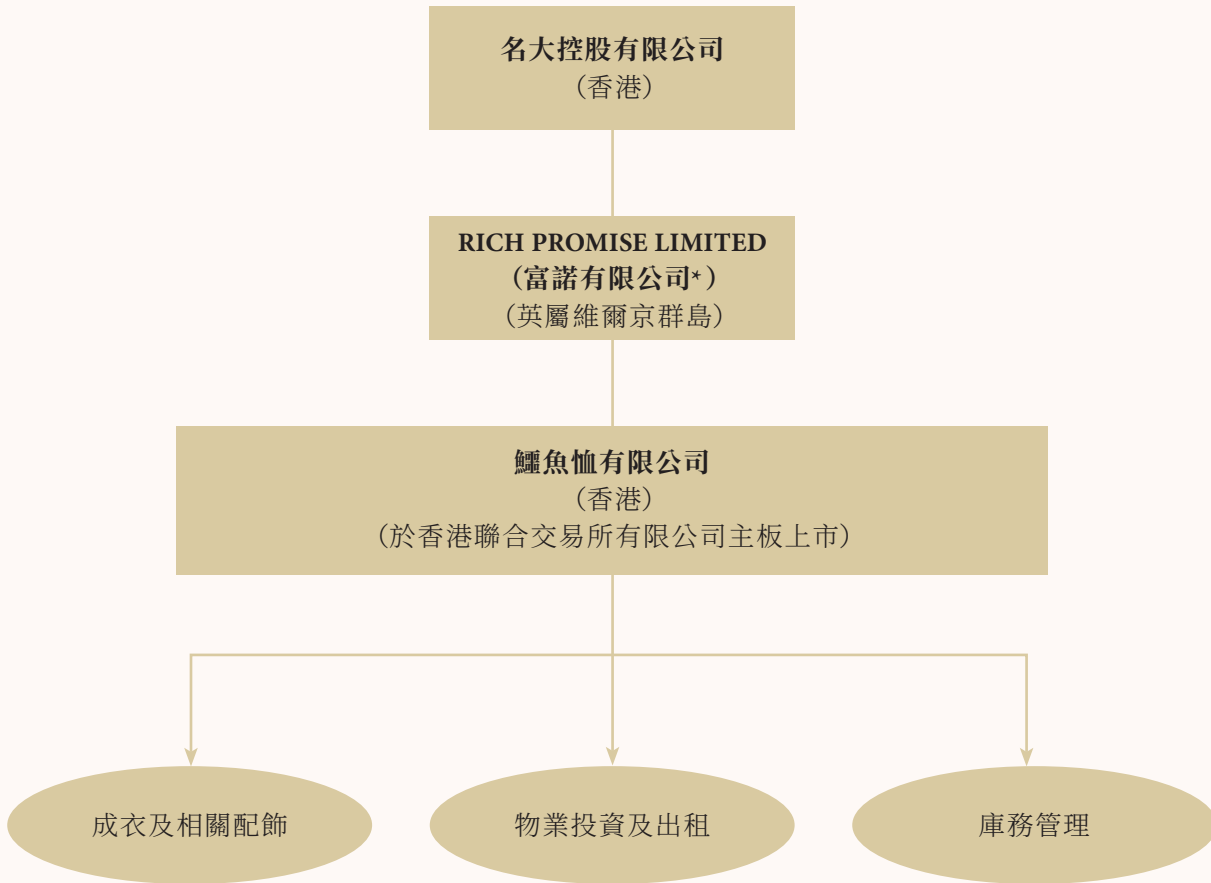 名大控股有限公司
（香港）
RICH PROMISE LIMITED
（富諾有限公司*）
（英屬維爾京群島）
鱷魚恤有限公司
（香港）
（於香港聯合交易所有限公司主板上市）
成衣及相關配飾
物業投資及出租
庫務管理